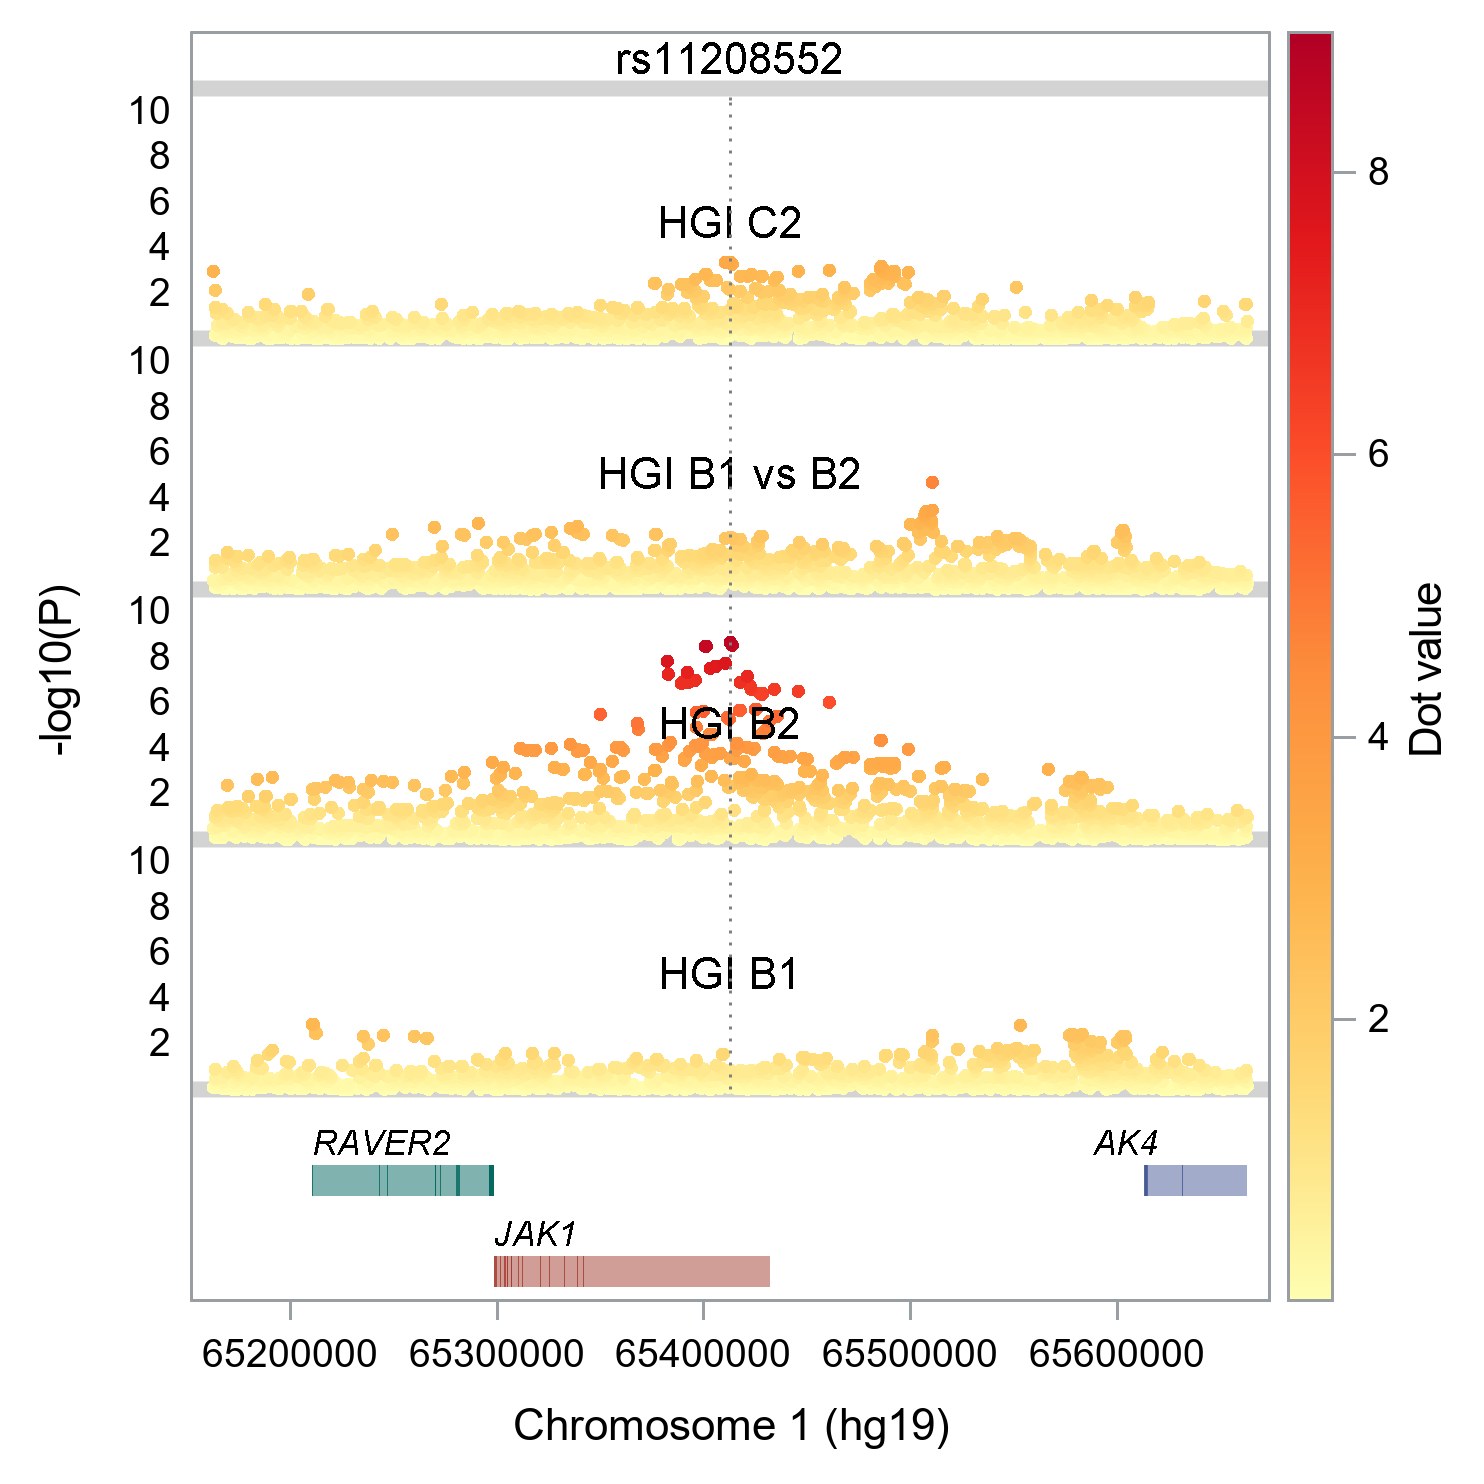 rs11208552
10
8
6
4
2
HGI C2
10
8
6
4
2
HGI B1 vs B2
10
8
6
4
2
HGI B2
10
8
6
4
2
HGI B1
-log10(P)
RAVER2
AK4
JAK1
65200000 65300000 65400000 65500000 65600000
Chromosome 1 (hg19)
8
6
4
2
Dot value